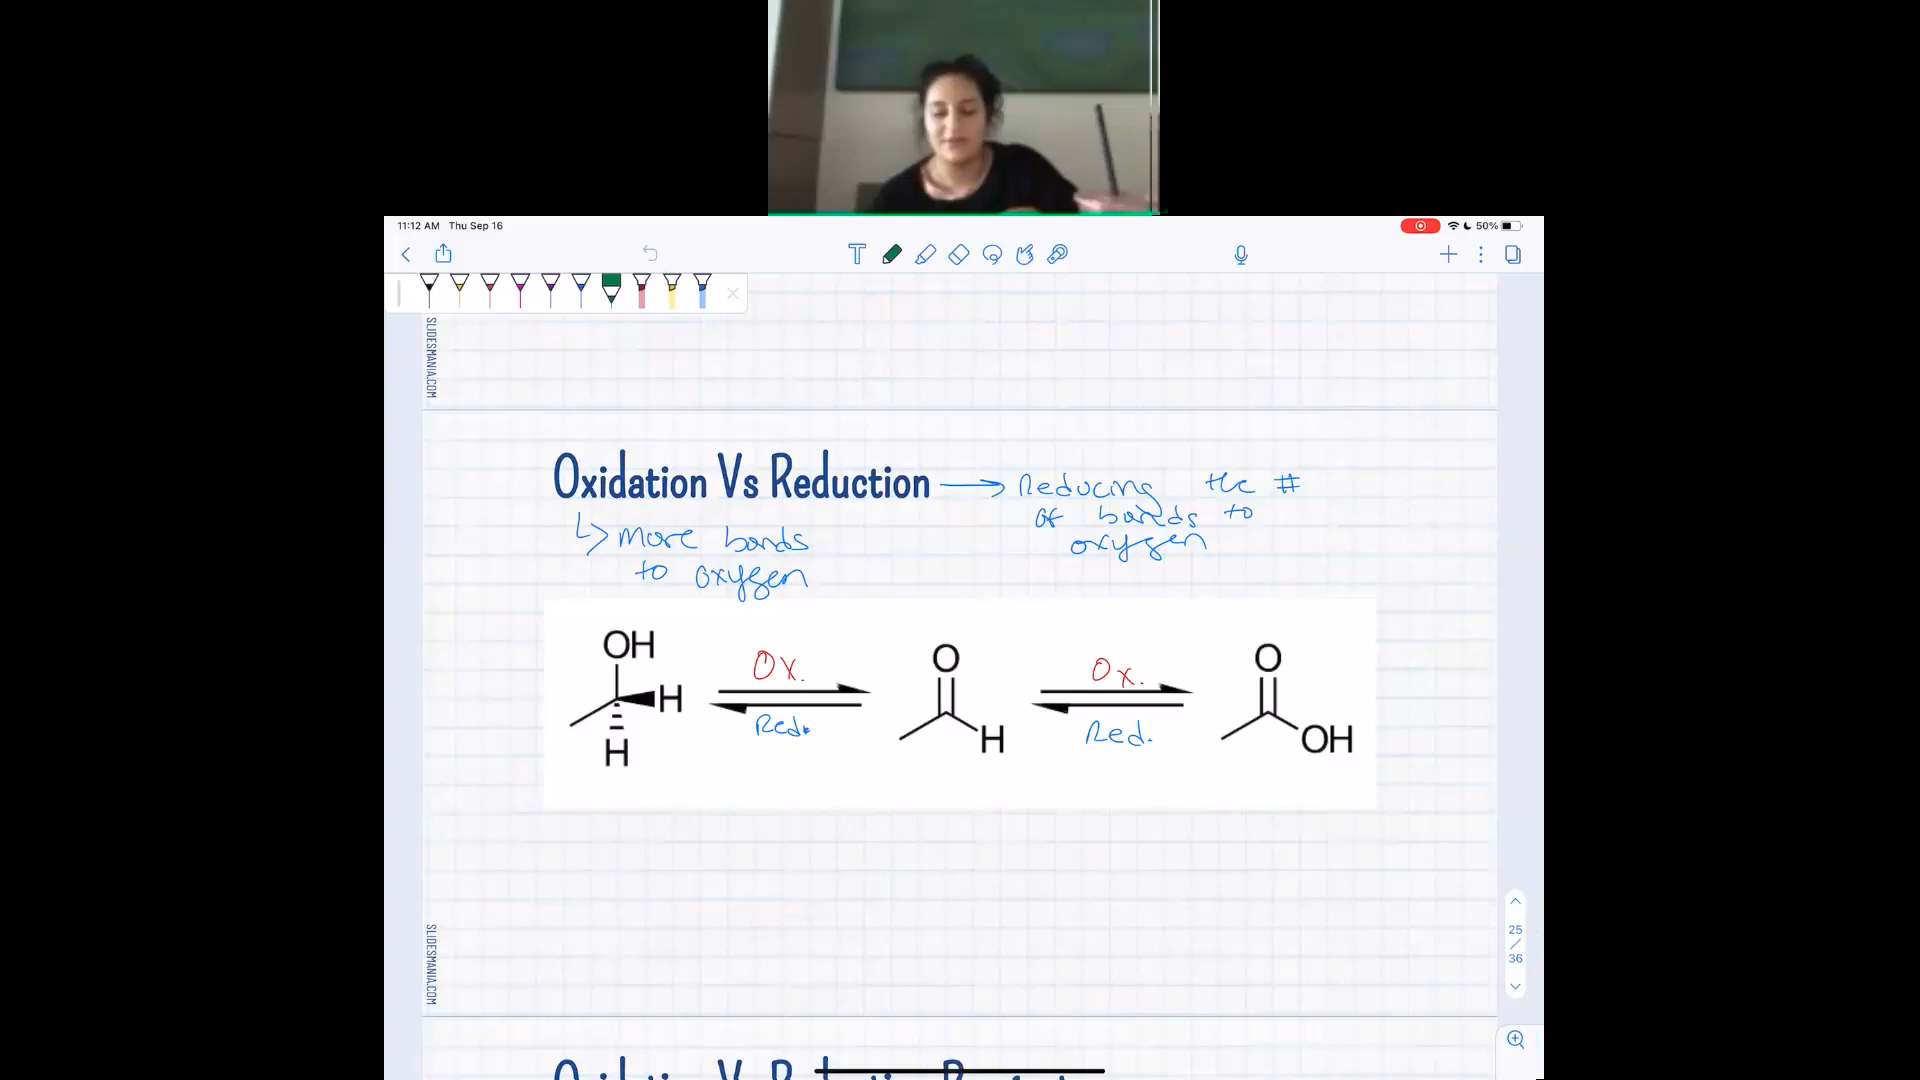 11:12 AM Thu Sep 16
50%
T
SLIDESMANIA.COM
Oxidation Vs Reduction → Reducing the #
of bonds to
oxygen
↳ more bonds
to oxygen
OH
H
H
Ox.
Red.
O
H
Ox.
Red.
O
OH
25
/
36
SLIDESMANIA.COM